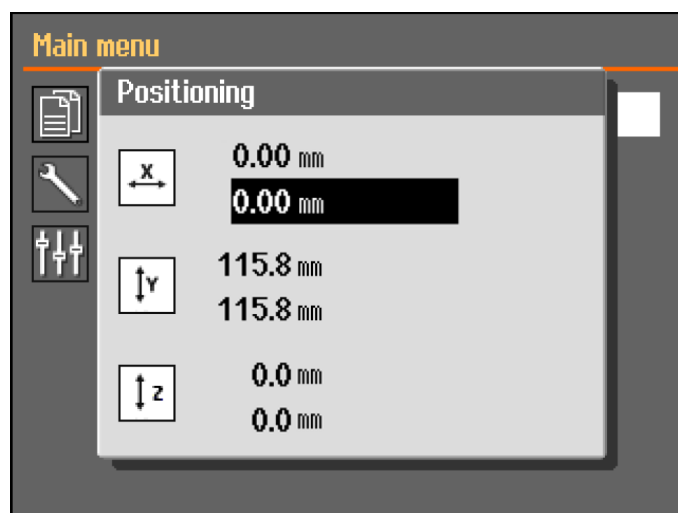 Main menu
Positioning
X
0.00 mm
0.00 mm
Y
115.8 mm
115.8 mm
Z
0.0 mm
0.0 mm